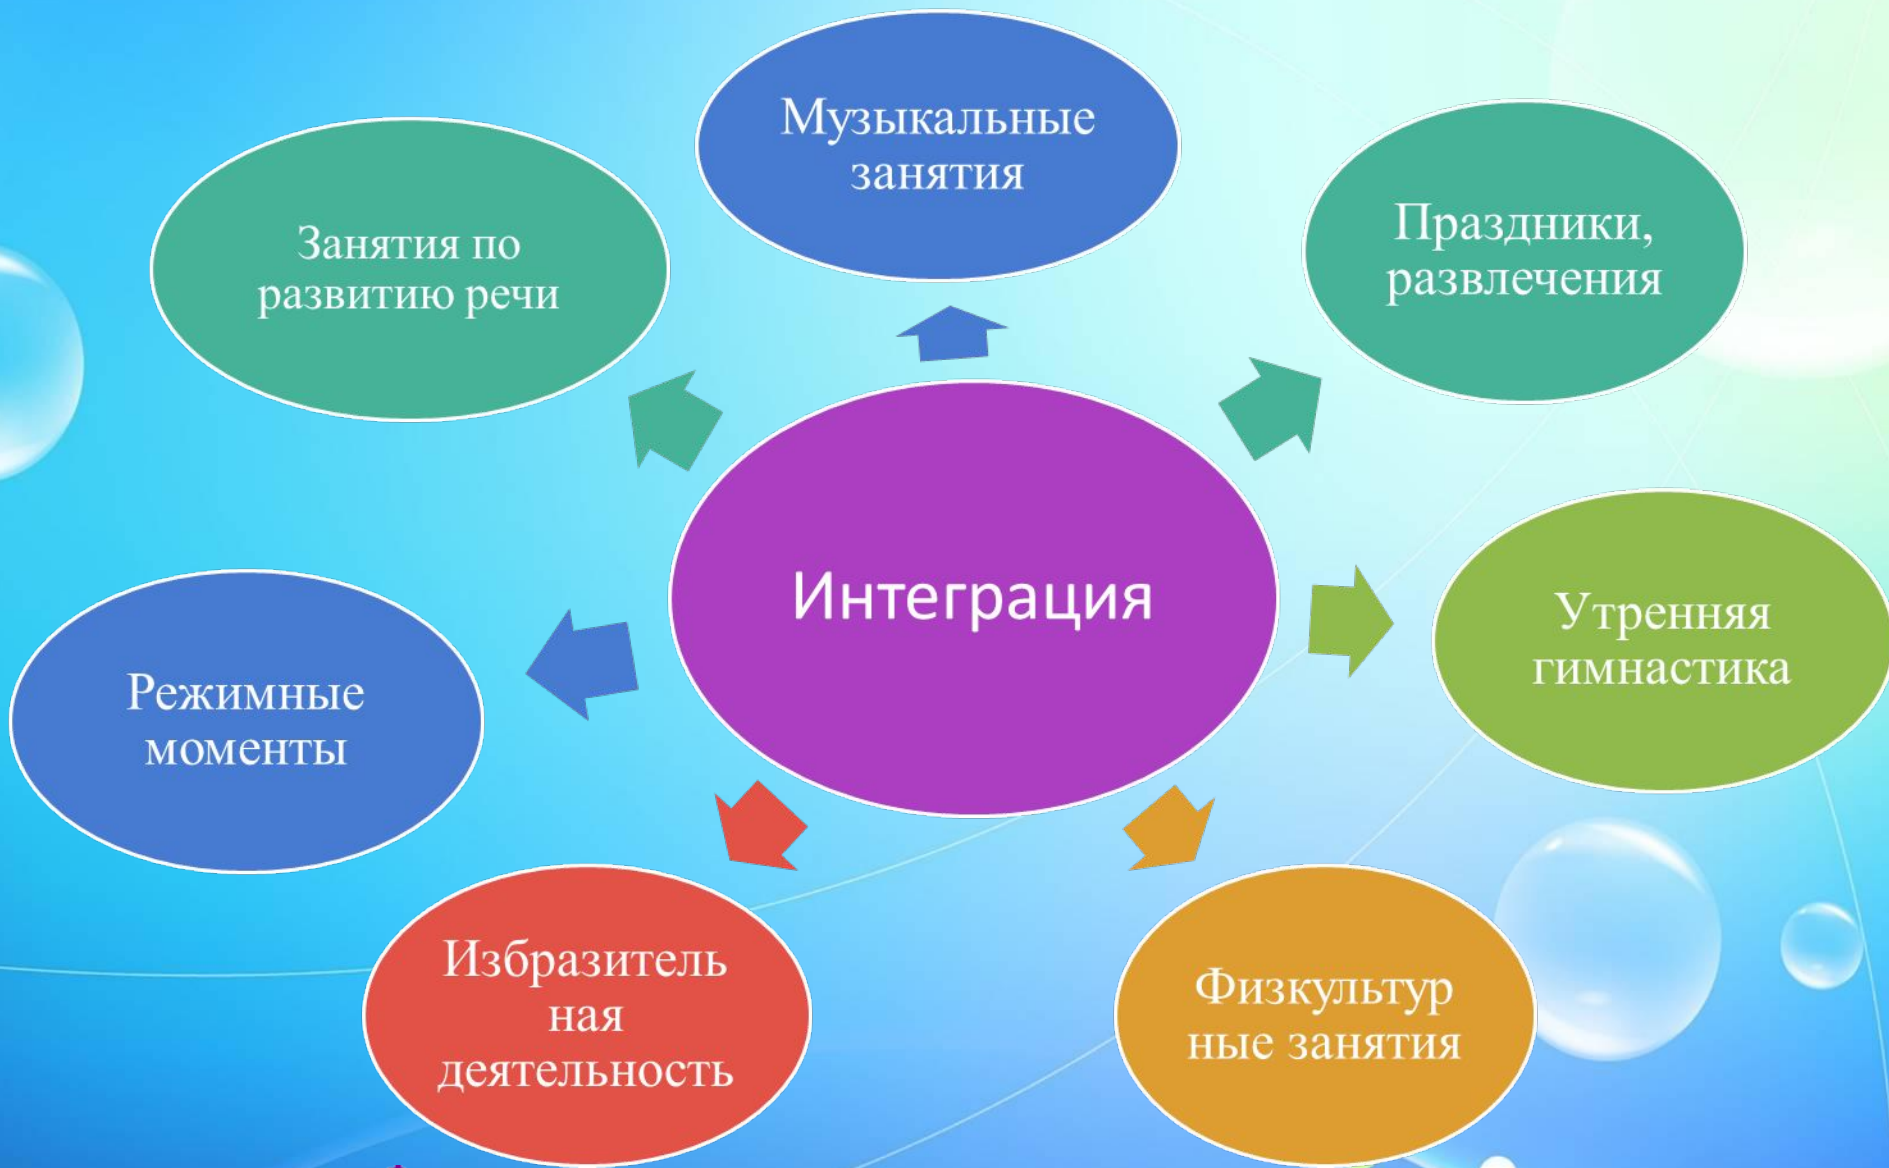 Музыкальные
занятия
Праздники,
развлечения
Занятия по
развитию речи
Интеграция
Утренняя
гимнастика
Режимные
моменты
Избразитель
ная
деятельность
Физкультур
ные занятия